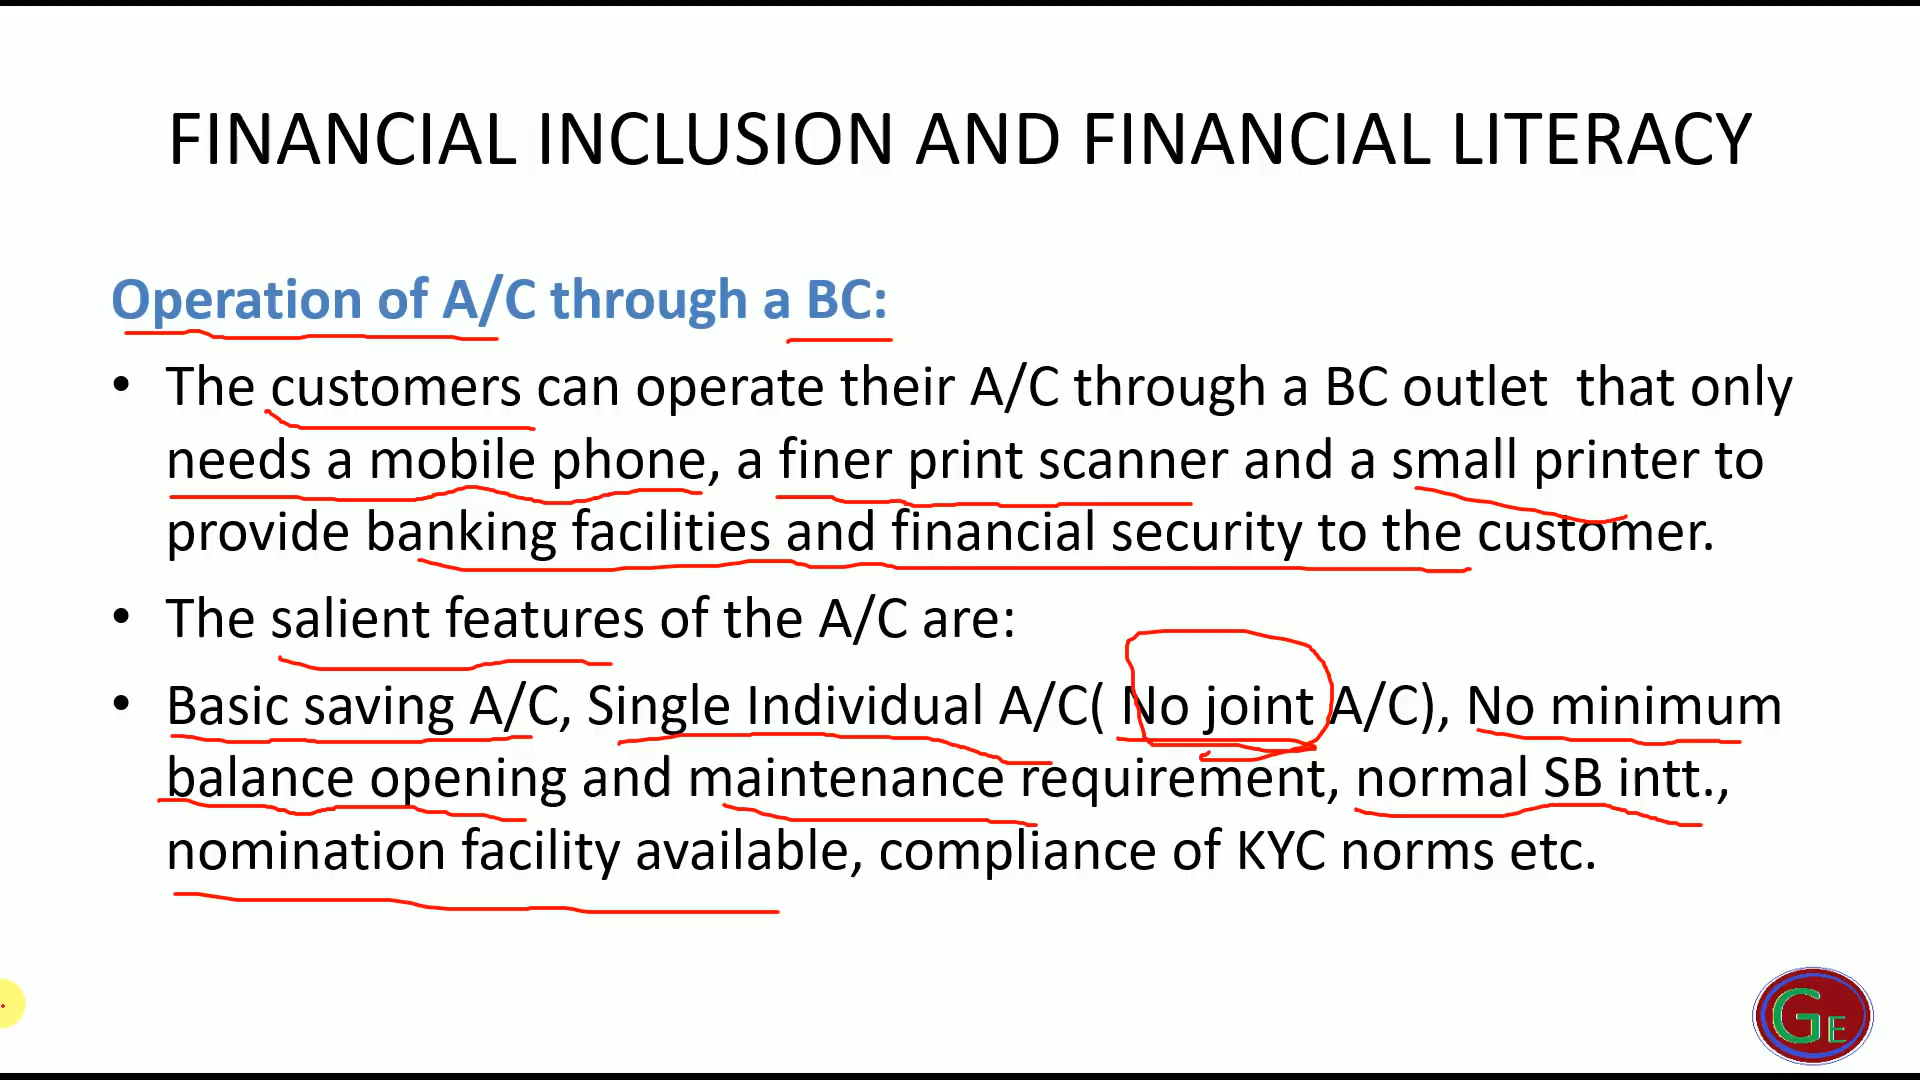 FINANCIAL INCLUSION AND FINANCIAL LITERACY
Operation of A/C through a BC:
• The customers can operate their A/C through a BC outlet that only
needs a mobile phone, a finer print scanner and a small printer to
provide banking facilities and financial security to the customer.
• The salient features of the A/C are:
• Basic saving A/C, Single Individual A/C( No joint A/C), No minimum
balance opening and maintenance requirement, normal SB intt.,
nomination facility available, compliance of KYC norms etc.
GE